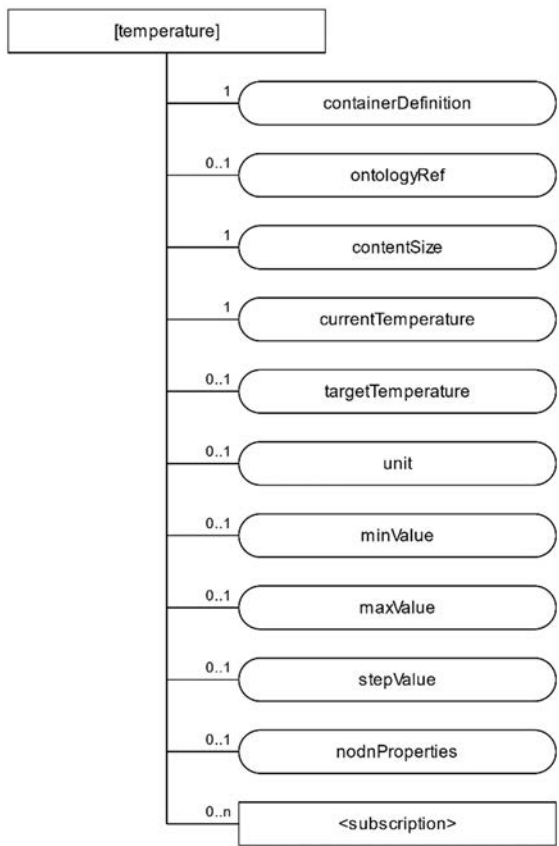 [temperature]
1
containerDefinition
0..1
ontologyRef
1
contentSize
1
currentTemperature
0..1
targetTemperature
0..1
unit
0..1
minValue
0..1
maxValue
0..1
stepValue
0..1
nodnProperties
0..n
<subscription>